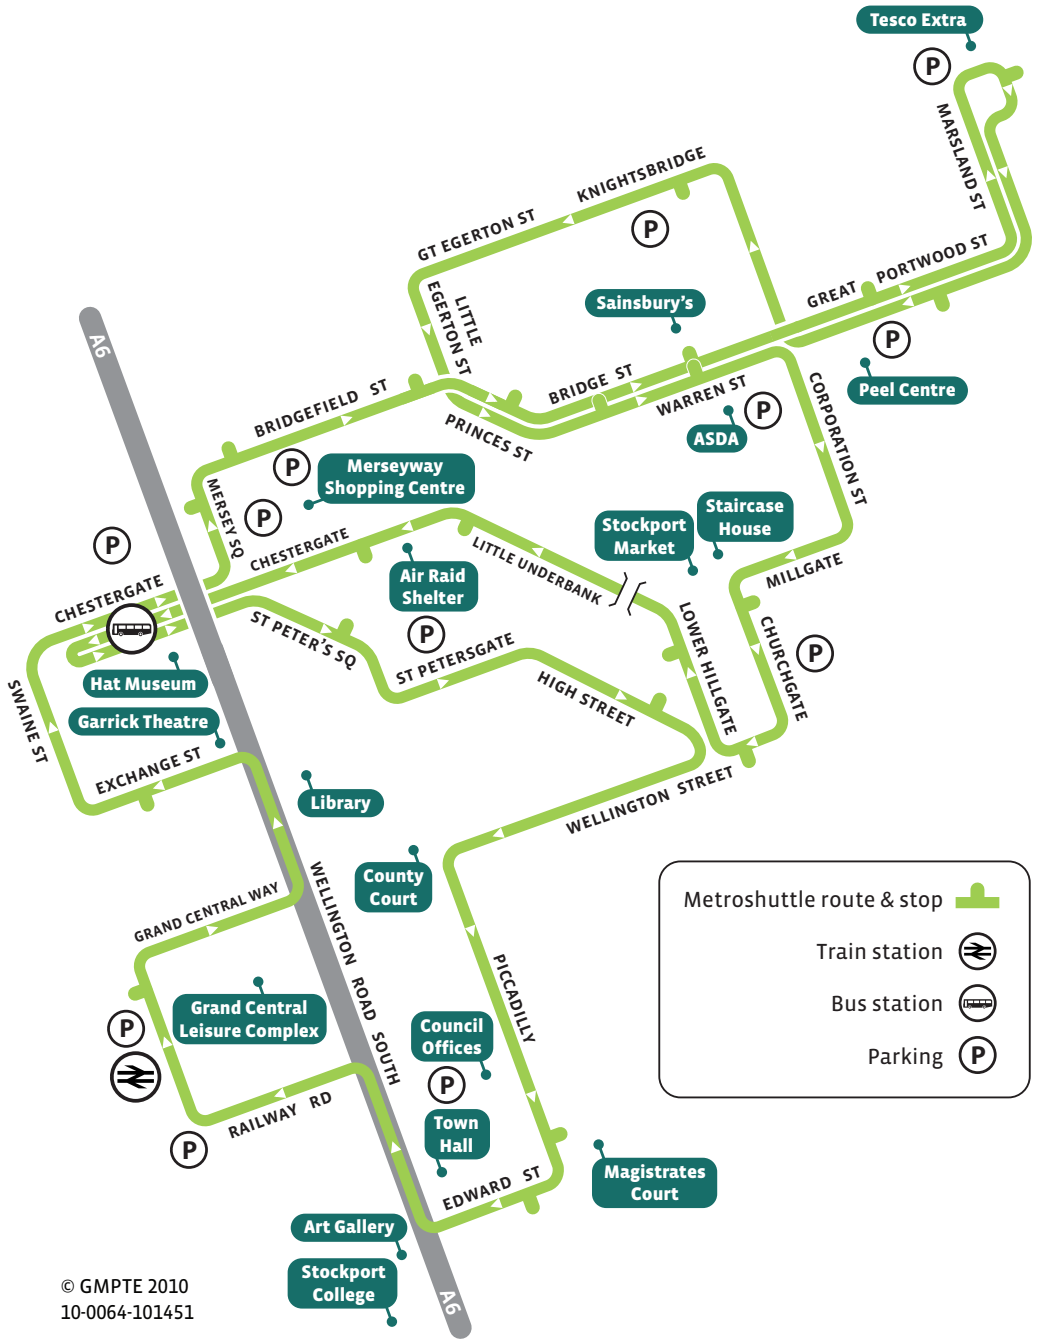 Tesco Extra
P
MARSLAND ST
KNIGHTSBRIDGE
GT EGERTON ST
P
LITTLE
EGERTON ST
GREAT PORTWOOD ST
Sainsbury's
A6
P
Peel Centre
BRIDGE ST
WARREN ST
CORPORATION ST
BRIDGEFIELD ST
PRINCES ST
ASDA
P
P
Merseyway
Shopping Centre
MERSEY SQ
P
P
CHESTERGATE
LITTLE UNDERBANK
Stockport
Market
Staircase
House
MILLGATE
CHESTERGATE
Air Raid
Shelter
P
ST PETER'S SQ
ST PETERSGATE
LOWER HILLGATE
CHURCHGATE
P
Hat Museum
Garrick Theatre
SWAINE ST
EXCHANGE ST
HIGH STREET
WELLINGTON STREET
Library
County
Court
GRAND CENTRAL WAY
WELLINGTON ROAD SOUTH
PICCADILLY
Metroshuttle route & stop
Train station
Bus station
Parking P
Grand Central
Leisure Complex
P
Council
Offices
P
RAILWAY RD
P
Town
Hall
EDWARD ST
Magistrates
Court
Art Gallery
Stockport
College
A6
© GMPTE 2010
10-0064-101451